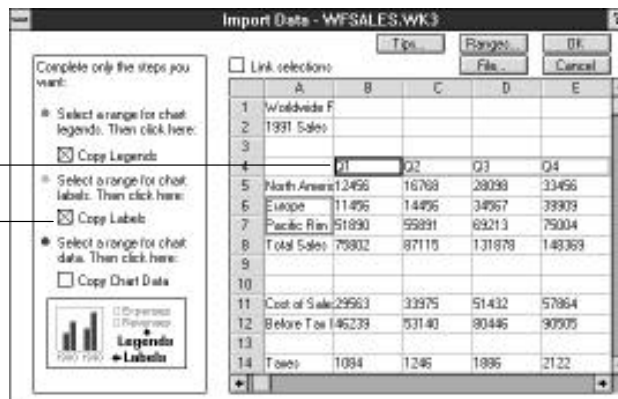 Import Data - WFSALES.WK3
Tips... Ranges... OK
Link selections File... Cancel
Complete only the steps you
want:
Select a range for chart
legends. Then click here:
Copy Legends
Select a range for chart
labels. Then click here:
Copy Labels
Select a range for chart
data. Then click here:
Copy Chart Data
Expenses
Revenues
Legends
1980 1990 Labels
A B C D E
1 Worldwide F
2 1991 Sales
3
4 Q1 Q2 Q3 Q4
5 North Americ 12456 16768 28098 33456
6 Europe 11456 14456 34567 39909
7 Pacific Rim 51890 55891 69213 75004
8 Total Sales 75802 87115 131878 148369
9
10
11 Cost of Sale 29563 33975 51432 57864
12 Before Tax I 46239 53140 80446 90505
13
14 Taxes 1084 1246 1886 2122